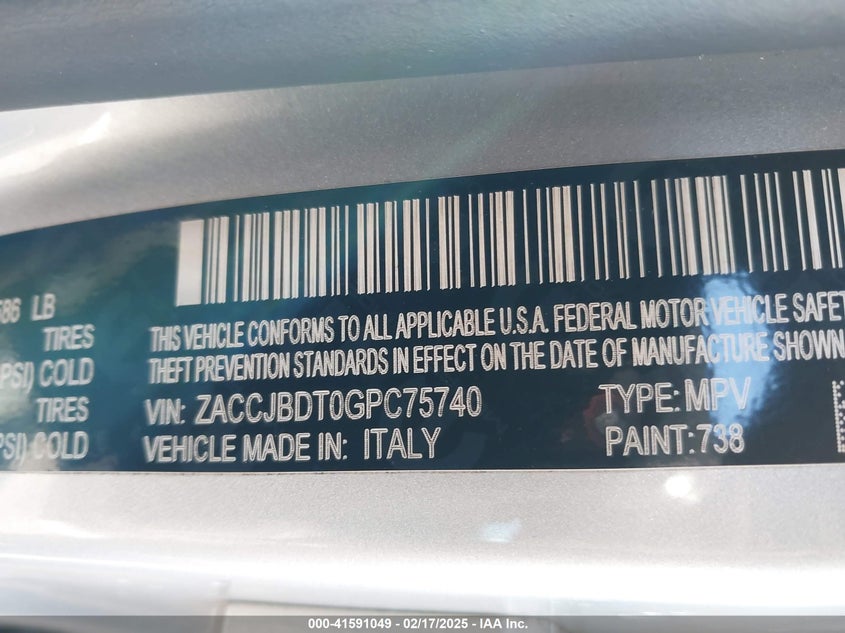 586 LB
TIRES
PSI) COLD
TIRES
PSI) COLD
THIS VEHICLE CONFORMS TO ALL APPLICABLE U.S.A. FEDERAL MOTOR VEHICLE SAFETY
THEFT PREVENTION STANDARDS IN EFFECT ON THE DATE OF MANUFACTURE SHOWN
VIN: ZACCJBDT0GPC75740 TYPE: MPV
VEHICLE MADE IN: ITALY PAINT:738
000-41591049 — 02/17/2025 — IAA Inc.